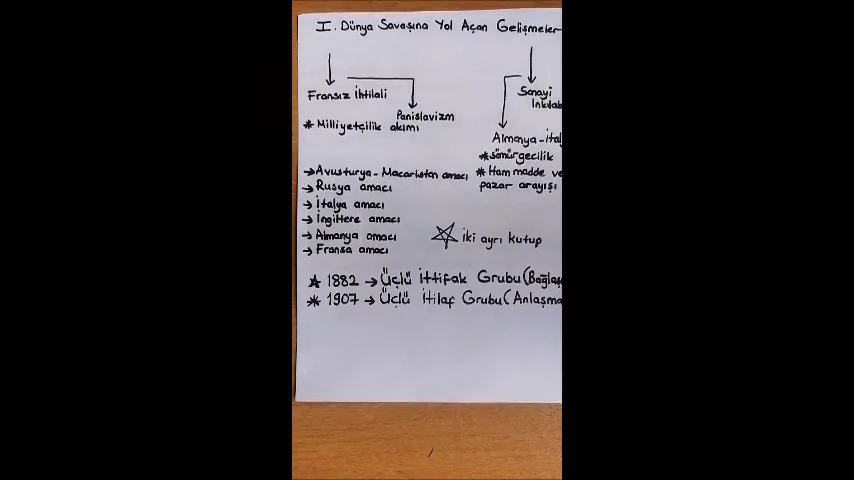 I. Dünya Savaşına Yol Açan Gelişmeler
Fransız İhtilali
Panislavizm
* Milliyetçilik akımı
Sanayi
Almanya-
* sömürgecilik
* Ham madde ve
pazar arayışı
→ Avusturya-Macaristan amacı
→ Rusya amacı
→ İtalya amacı
→ İngiltere amacı
→ Almanya amacı
→ Fransa amacı
☆ iki ayrı kutup
★ 1882 → Üçlü İttifak Grubu (
* 1907 → Üçlü İtilaf Grubu (Anlaşma